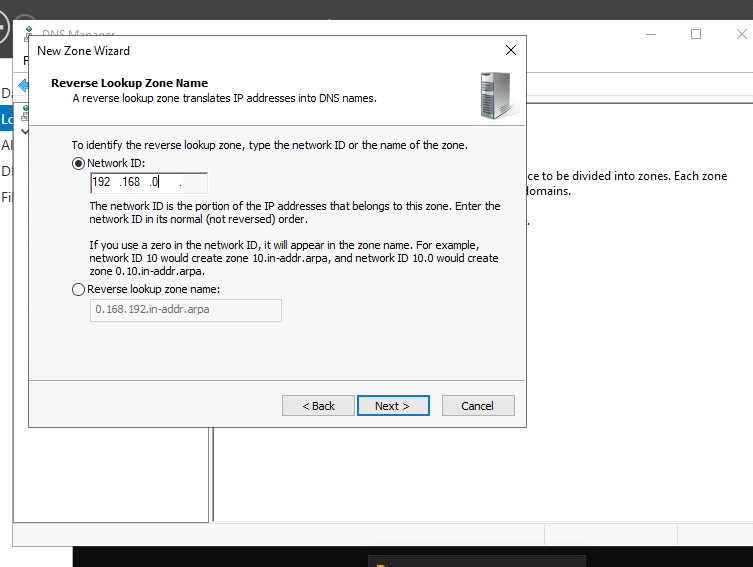 DNS Manager
New Zone Wizard
Reverse Lookup Zone Name
A reverse lookup zone translates IP addresses into DNS names.
To identify the reverse lookup zone, type the network ID or the name of the zone.
Network ID:
192 .168 .0 .
The network ID is the portion of the IP addresses that belongs to this zone. Enter the
network ID in its normal (not reversed) order.
If you use a zero in the network ID, it will appear in the zone name. For example,
network ID 10 would create zone 10.in-addr.arpa, and network ID 10.0 would create
zone 0.10.in-addr.arpa.
Reverse lookup zone name:
0.168.192.in-addr.arpa
< Back
Next >
Cancel
ce to be divided into zones. Each zone
domains.